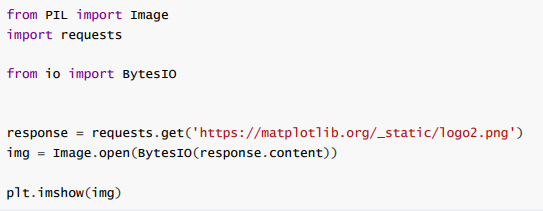 from PIL import Image
import requests
from io import BytesIO
response = requests.get('https://matplotlib.org/_static/logo2.png')
img = Image.open(BytesIO(response.content))
plt.imshow(img)